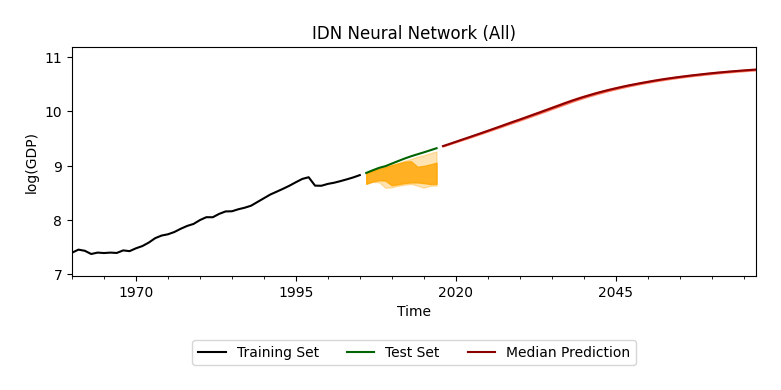 IDN Neural Network (All)
11
10
9
8
7
log(GDP)
1970 1995 2020 2045
Time
Training Set Test Set Median Prediction